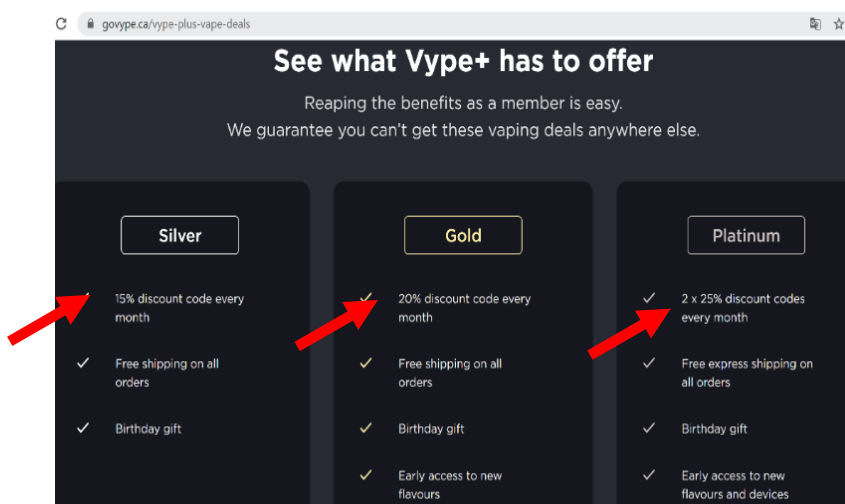 govype.ca/vype-plus-vape-deals
See what Vype+ has to offer
Reaping the benefits as a member is easy.
We guarantee you can't get these vaping deals anywhere else.
Silver
15% discount code every
month
Free shipping on all
orders
Birthday gift
Gold
20% discount code every
month
Free shipping on all
orders
Birthday gift
Early access to new
flavours
Platinum
2 x 25% discount codes
every month
Free express shipping on
all orders
Birthday gift
Early access to new
flavours and devices